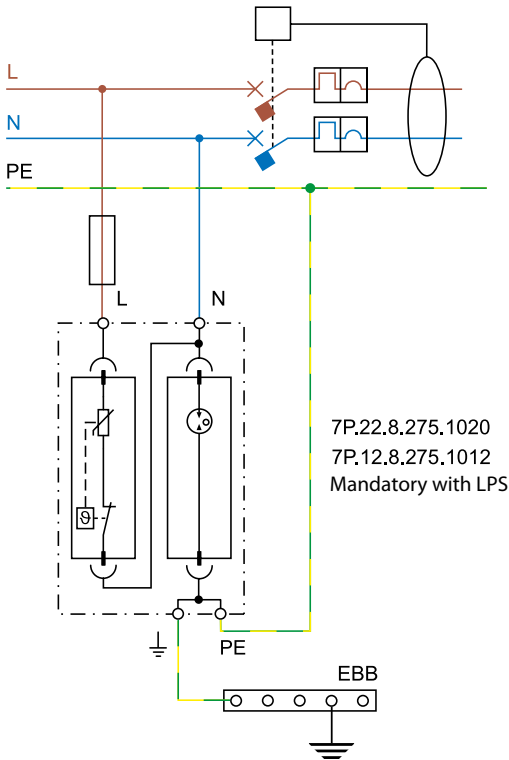 L
N
PE
L
N
7P.22.8.275.1020
7P.12.8.275.1012
Mandatory with LPS
ϑ
PE
EBB